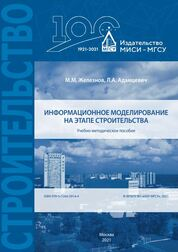 СТРОИТЕЛЬСТВО
100
1921-2021
МГСУ
Издательство
МИСИ – МГСУ
М.М. Железнов, Л.А. Адамцевич
ИНФОРМАЦИОННОЕ МОДЕЛИРОВАНИЕ
НА ЭТАПЕ СТРОИТЕЛЬСТВА
Учебно-методическое пособие
Москва
2021